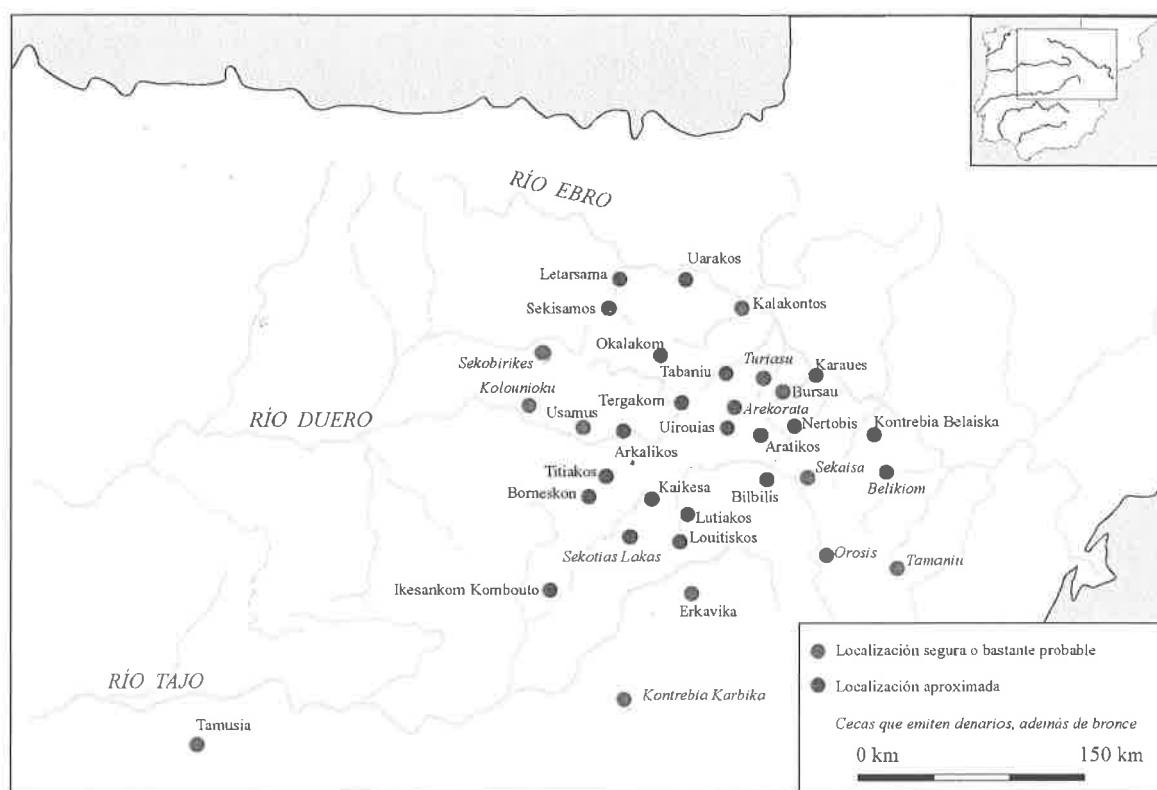 RÍO EBRO
Letarsama
Uarakos
Sekisamos
Kalakontos
Okalakom
Sekobirikes
Tabaniu
Turiasu
Karaues
Kolounioku
Tergakom
Bursau
RÍO DUERO
Usamus
Arekorata
Uirouias
Nertobis
Kontrebia Belaiska
Arkalikos
Aratikos
Titiakos
Kaikesa
Bilbilis
Sekaisa
Belikiom
Borneskon
Lutiakos
Louitiskos
Sekotias Lakas
Orosis
Tamaniu
Ikesankom Kombouto
Erkavika
RÍO TAJO
Kontrebia Karbika
Tamusia
Localización segura o bastante probable
Localización aproximada
Cecas que emiten denarios, además de bronce
0 km 150 km